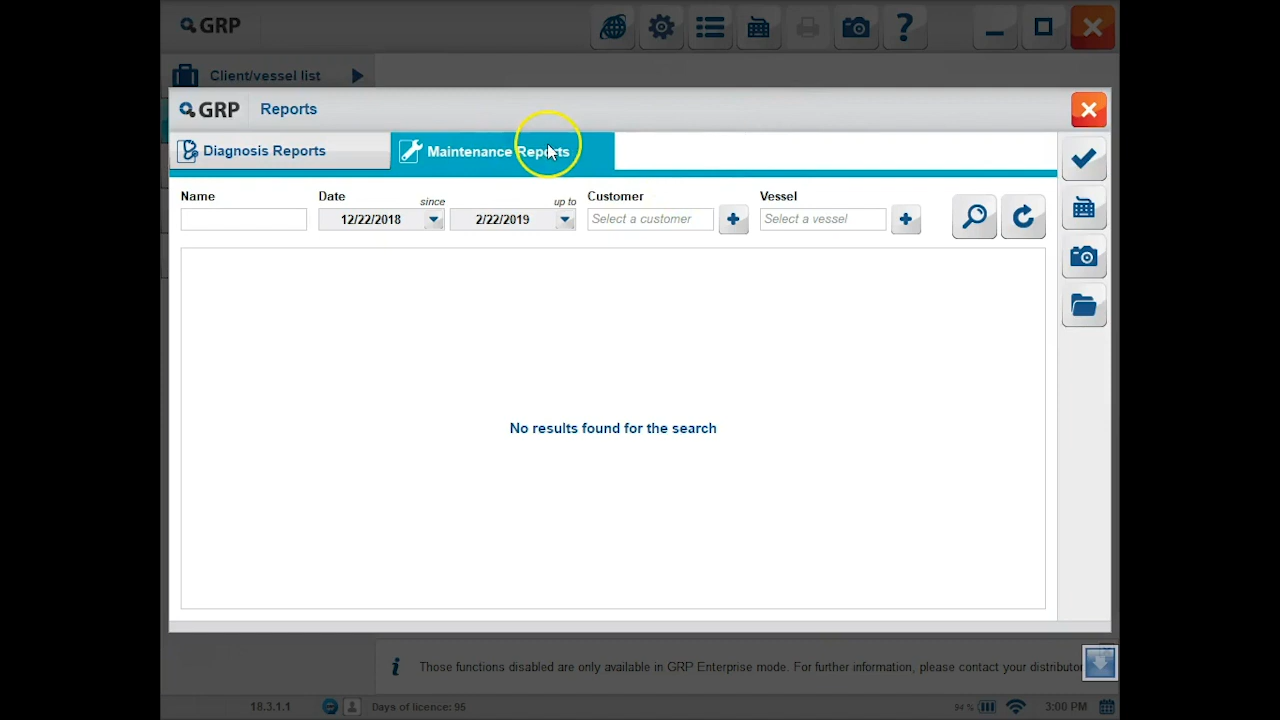 GRP
Client/vessel list
GRP Reports
Diagnosis Reports Maintenance Reports
Name Date since up to Customer Vessel
12/22/2018 2/22/2019 Select a customer Select a vessel
No results found for the search
Those functions disabled are only available in GRP Enterprise mode. For further information, please contact your distributor
18.3.1.1 Days of licence: 95 94 % 3:00 PM